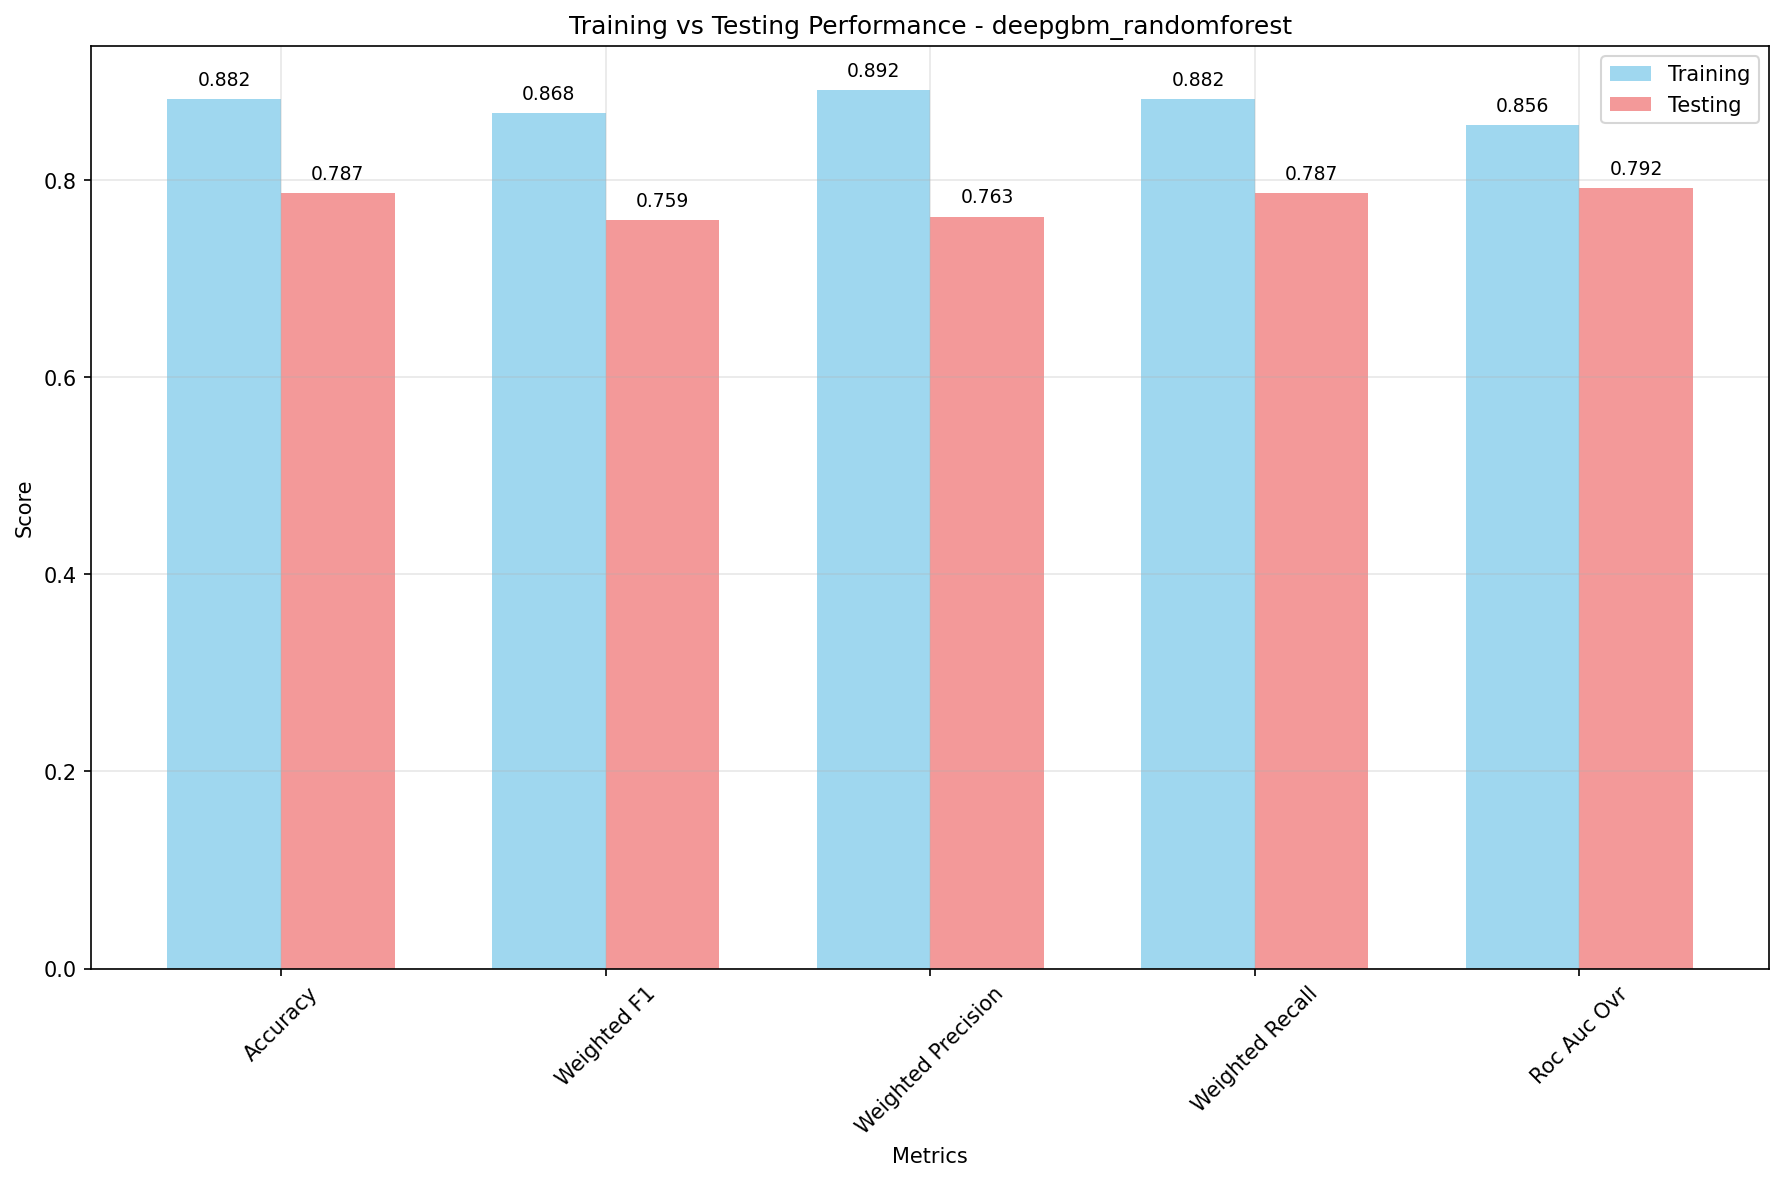 Training vs Testing Performance - deepgbm_randomforest
Training
Testing
0.882
0.787
0.868
0.759
0.892
0.763
0.882
0.787
0.856
0.792
Score
0.8
0.6
0.4
0.2
0.0
Accuracy
Weighted F1
Weighted Precision
Weighted Recall
Roc Auc Ovr
Metrics